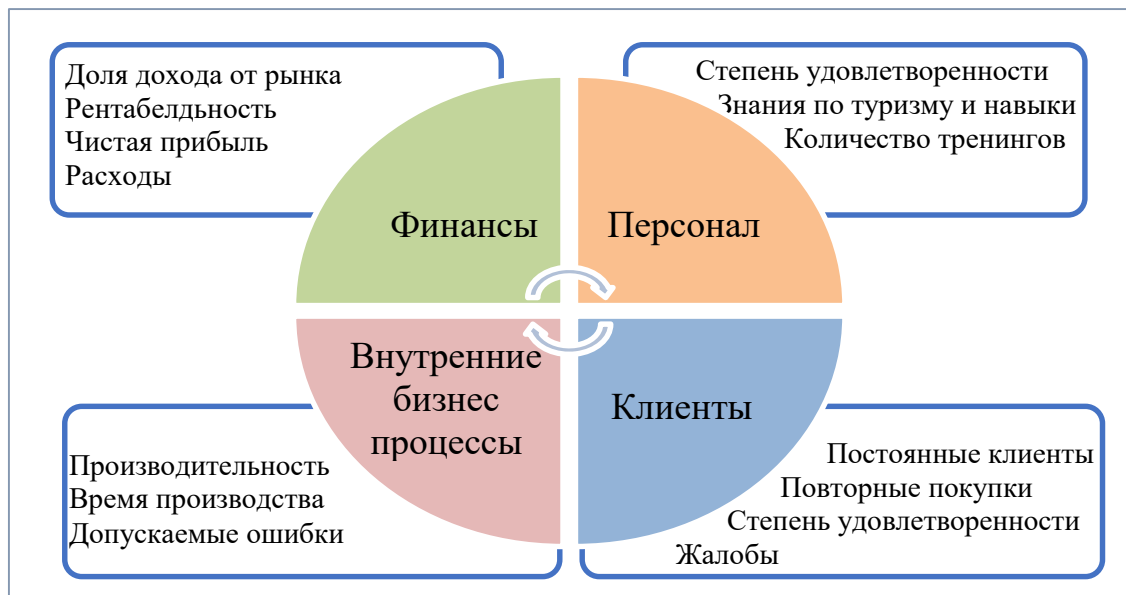 Доля дохода от рынка
Рентабелдьность
Чистая прибыль
Расходы
Степень удовлетворенности
Знания по туризму и навыки
Количество тренингов
Финансы
Персонал
Внутренние
бизнес
процессы
Клиенты
Производительность
Время производства
Допускаемые ошибки
Постоянные клиенты
Повторные покупки
Степень удовлетворенности
Жалобы